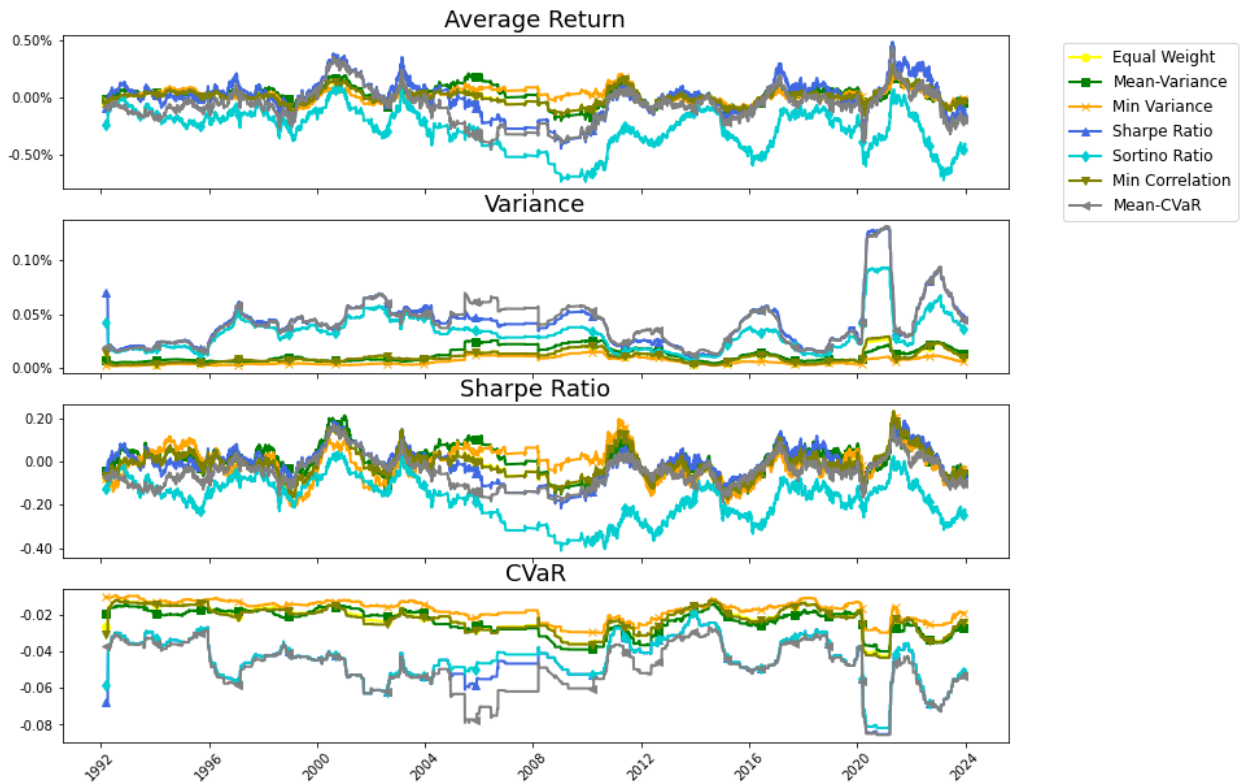 Average Return
0.50%
0.00%
-0.50%
Variance
0.10%
0.05%
0.00%
Sharpe Ratio
0.20
0.00
-0.20
-0.40
CVaR
-0.02
-0.04
-0.06
-0.08
1992
1996
2000
2004
2008
2012
2016
2020
2024
Equal Weight
Mean-Variance
Min Variance
Sharpe Ratio
Sortino Ratio
Min Correlation
Mean-CVaR